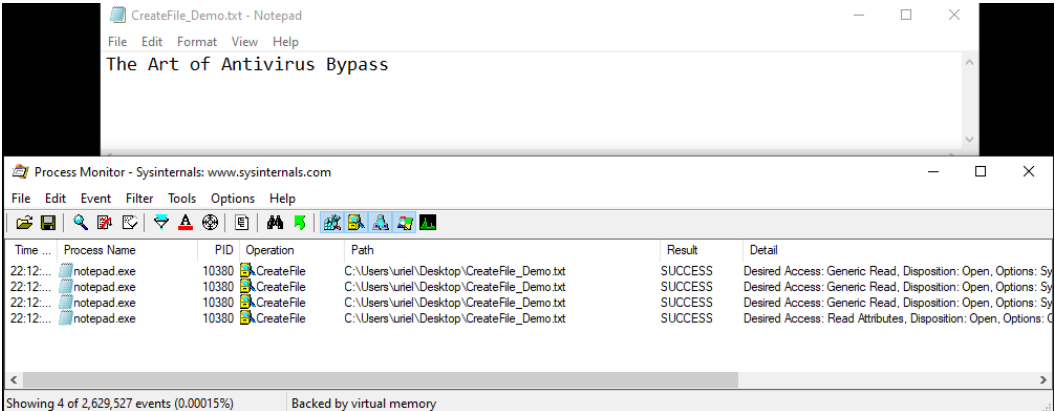 CreateFile_Demo.txt - Notepad
File Edit Format View Help
The Art of Antivirus Bypass
Process Monitor - Sysinternals: www.sysinternals.com
File Edit Event Filter Tools Options Help
Time ... Process Name PID Operation Path Result Detail
22:12:... notepad.exe 10380 CreateFile C:\Users\uriel\Desktop\CreateFile_Demo.txt SUCCESS Desired Access: Generic Read, Disposition: Open, Options: Sy
22:12:... notepad.exe 10380 CreateFile C:\Users\uriel\Desktop\CreateFile_Demo.txt SUCCESS Desired Access: Generic Read, Disposition: Open, Options: Sy
22:12:... notepad.exe 10380 CreateFile C:\Users\uriel\Desktop\CreateFile_Demo.txt SUCCESS Desired Access: Generic Read, Disposition: Open, Options: Sy
22:12:... notepad.exe 10380 CreateFile C:\Users\uriel\Desktop\CreateFile_Demo.txt SUCCESS Desired Access: Read Attributes, Disposition: Open, Options: 
Showing 4 of 2,629,527 events (0.00015%) Backed by virtual memory